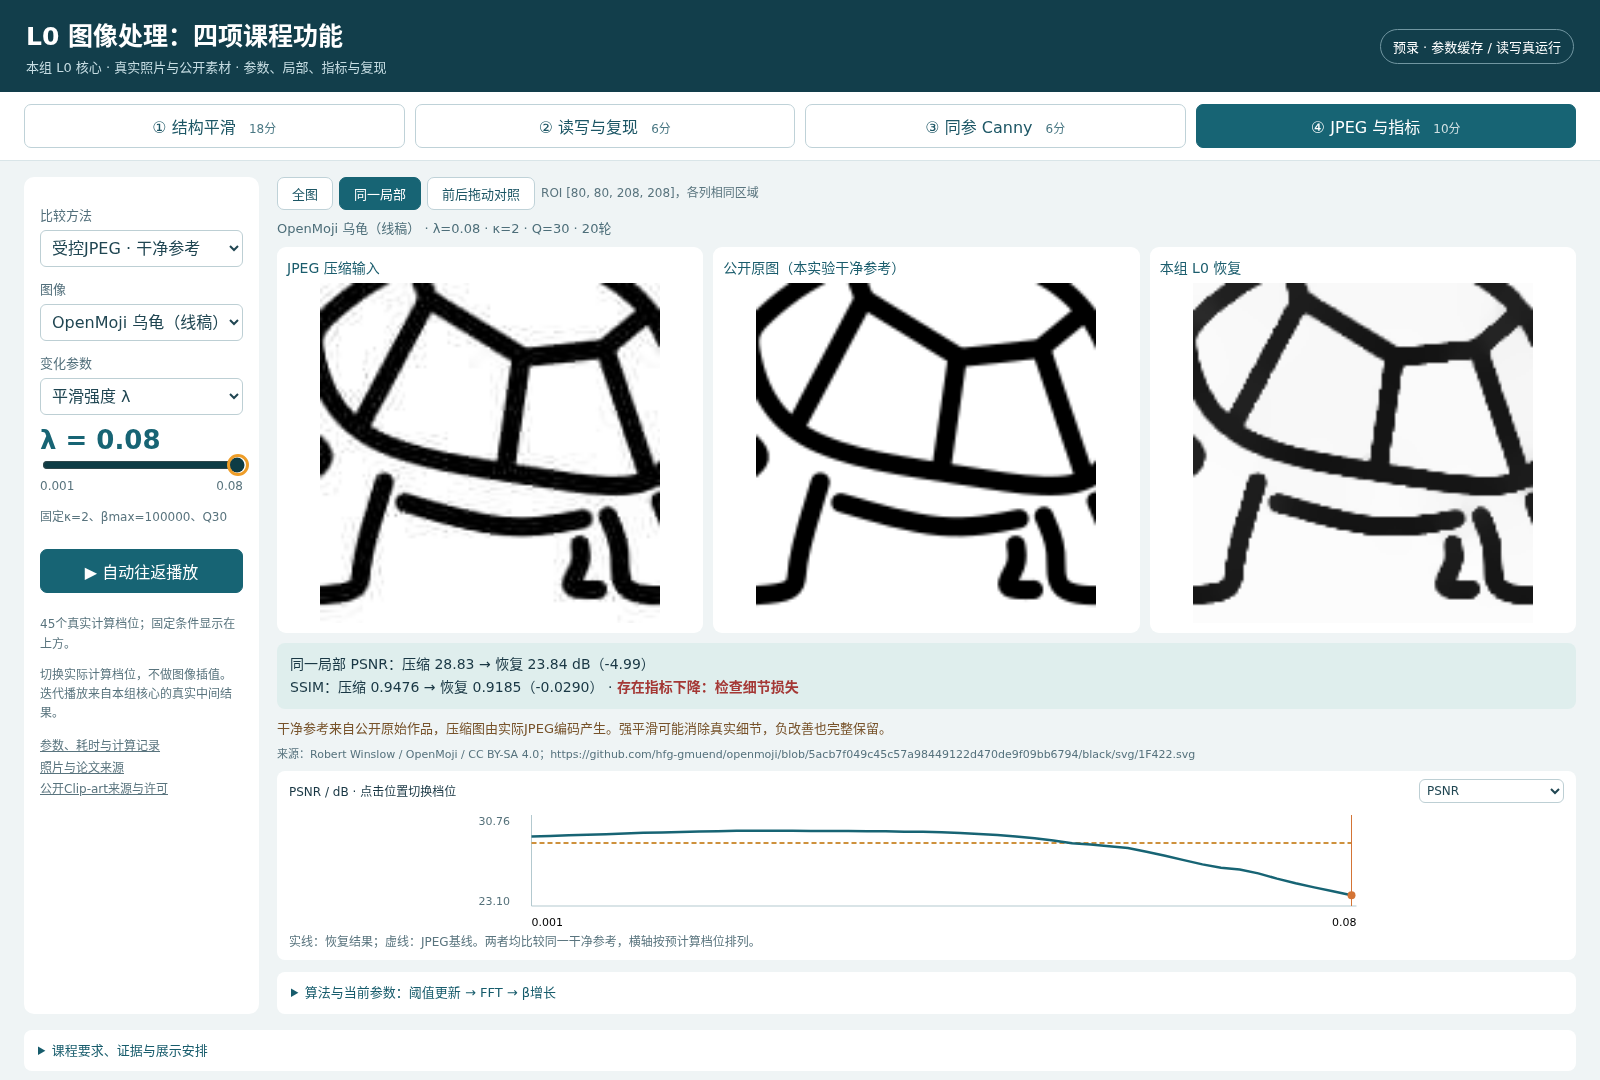 L0 图像处理：四项课程功能
本组 L0 核心 · 真实照片与公开素材 · 参数、局部、指标与复现
预录 · 参数缓存 / 读写真运行
① 结构平滑 18分
② 读写与复现 6分
③ 同参 Canny 6分
④ JPEG 与指标 10分
比较方法
受控JPEG · 干净参考
图像
OpenMoji 乌龟（线稿）
变化参数
平滑强度 λ
λ = 0.08
0.001
0.08
固定κ=2、βmax=100000、Q30
▶ 自动往返播放
45个真实计算档位；固定条件显示在
上方。
切换实际计算档位，不做图像插值。
迭代播放来自本组核心的真实中间结
果。
参数、耗时与计算记录
照片与论文来源
公开Clip-art来源与许可
全图
同一局部
前后拖动对照
ROI [80, 80, 208, 208]，各列相同区域
OpenMoji 乌龟（线稿） · λ=0.08 · κ=2 · Q=30 · 20轮
JPEG 压缩输入
公开原图（本实验干净参考）
本组 L0 恢复
同一局部 PSNR：压缩 28.83 → 恢复 23.84 dB（-4.99）
SSIM：压缩 0.9476 → 恢复 0.9185（-0.0290） · 存在指标下降：检查细节损失
干净参考来自公开原始作品，压缩图由实际JPEG编码产生。强平滑可能消除真实细节，负改善也完整保留。
来源：Robert Winslow / OpenMoji / CC BY-SA 4.0；https://github.com/hfg-gmuend/openmoji/blob/5acb7f049c45c57a98449122d470de9f09bb6794/black/svg/1F422.svg
PSNR / dB · 点击位置切换档位
PSNR
30.76
23.10
0.001
0.08
实线：恢复结果；虚线：JPEG基线。两者均比较同一干净参考，横轴按预计算档位排列。
▶ 算法与当前参数：阈值更新 → FFT → β增长
▶ 课程要求、证据与展示安排